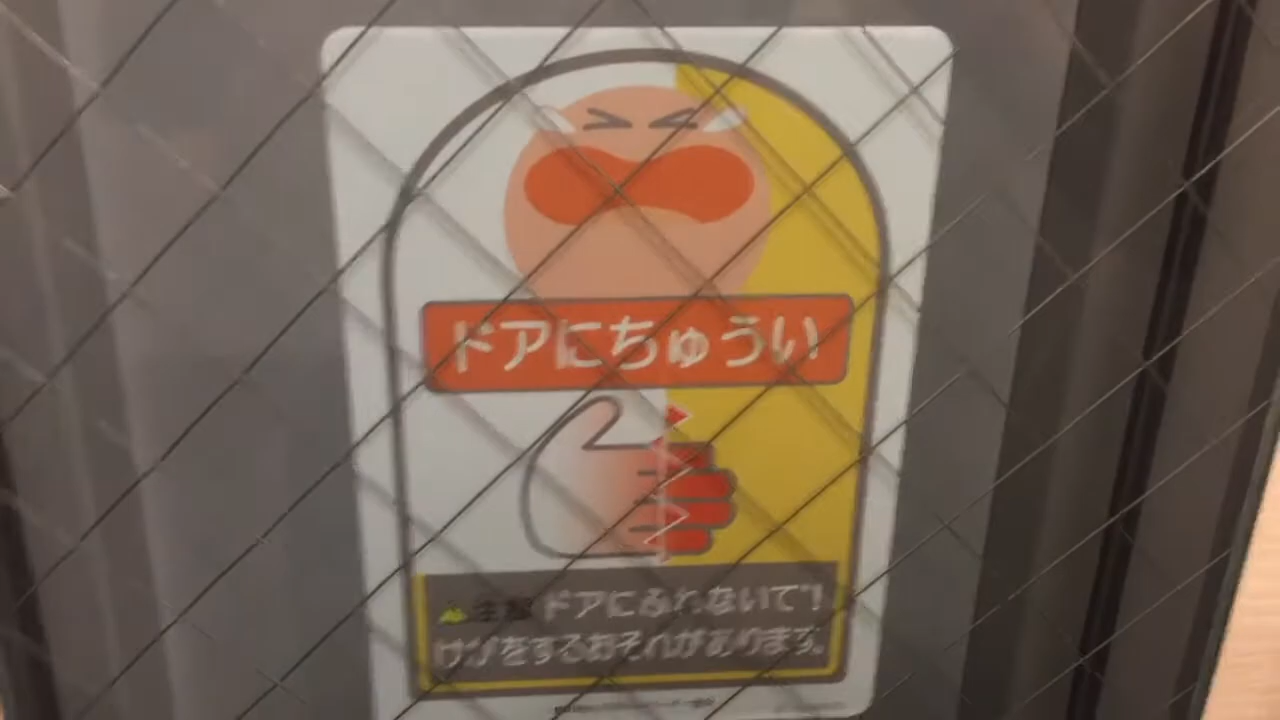 ドアにちゅうい
注意 ドアにふれないで!
けがをするおそれがあります。